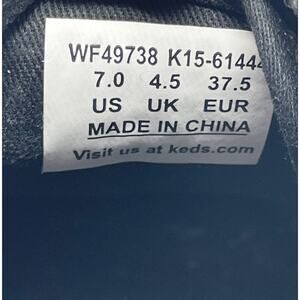 WF49738 K15-61444
7.0 4.5 37.5
US UK EUR
MADE IN CHINA
Visit us at keds.com